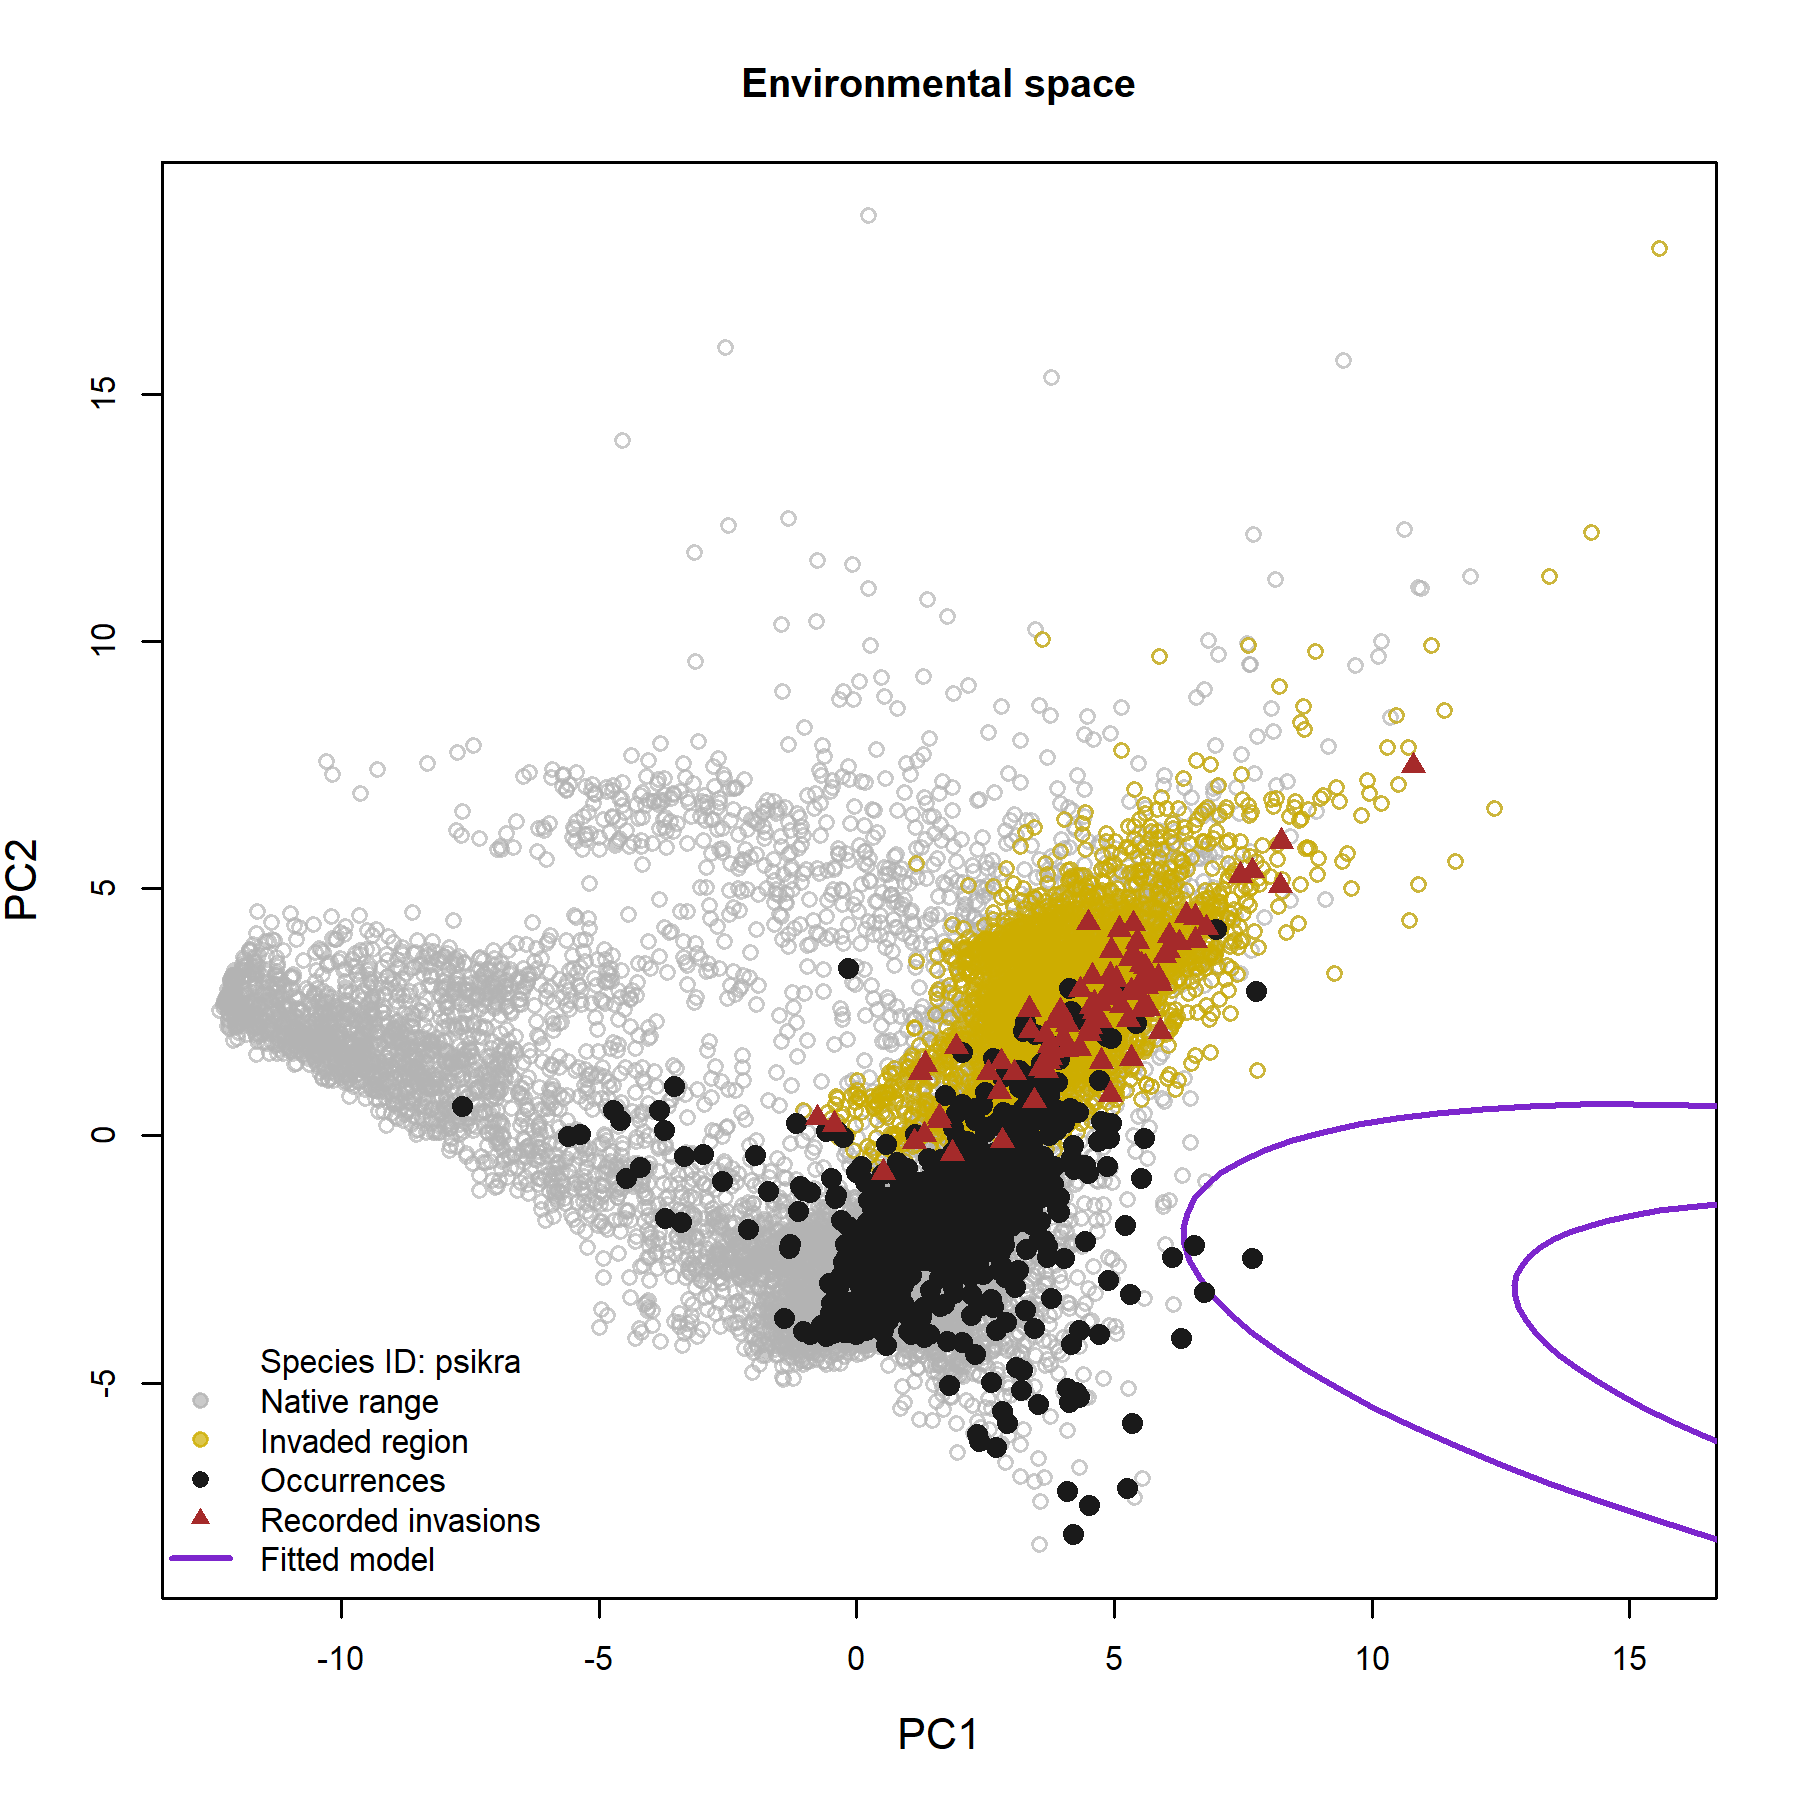 Environmental space
PC2
15
10
5
0
-5
Species ID: psikra
Native range
Invaded region
Occurrences
Recorded invasions
Fitted model
-10
-5
0
5
10
15
PC1